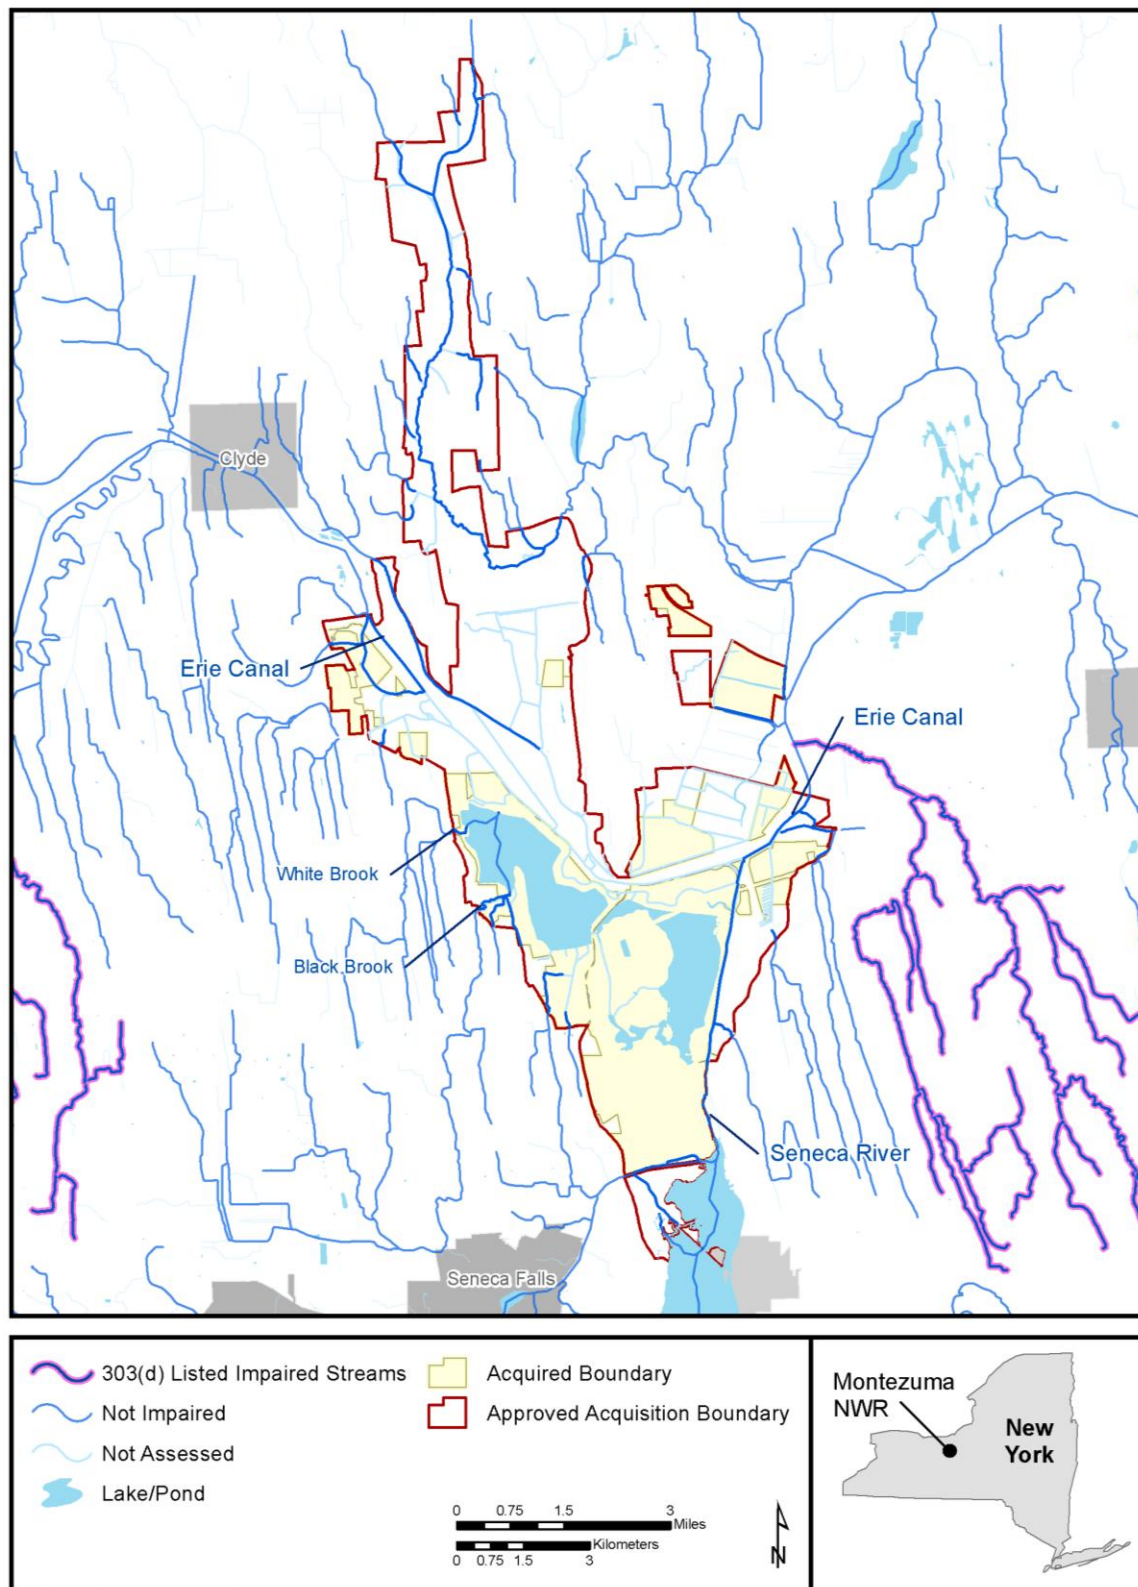 Clyde
Erie Canal
Erie Canal
White Brook
Black Brook
Seneca River
Seneca Falls
303(d) Listed Impaired Streams
Not Impaired
Not Assessed
Lake/Pond
Acquired Boundary
Approved Acquisition Boundary
0 0.75 1.5 3
Miles
Kilometers
0 0.75 1.5 3
N
Montezuma
NWR
New
York